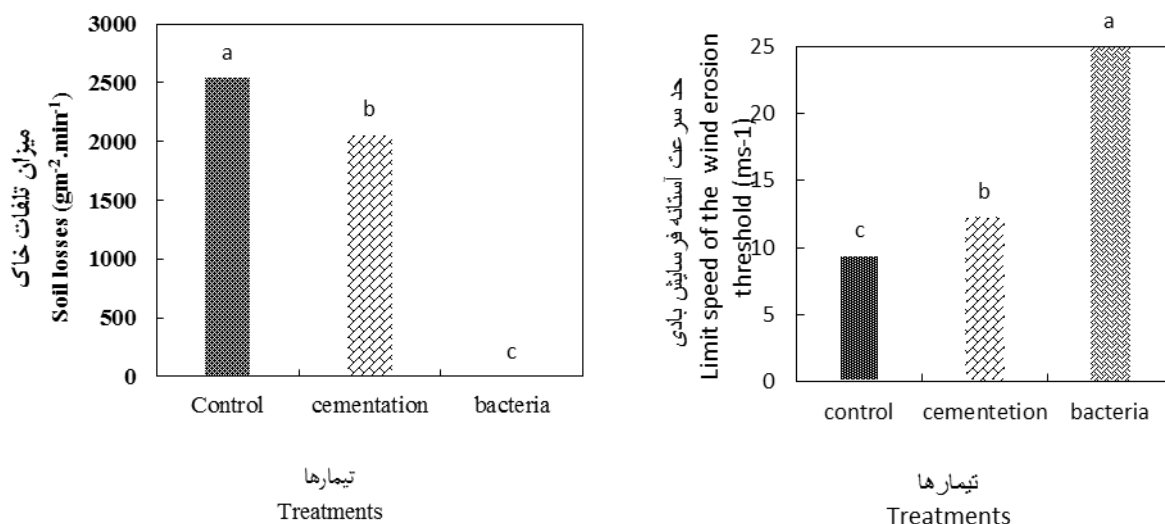 میزان تلفات خاک
Soil losses (gm⁻².min⁻¹)
3000
2500
2000
1500
1000
500
0
a
b
c
Control
cementation
bacteria
تیمارها
Treatments
حد سرعت آستانه فرسایش بادی
Limit speed of the wind erosion
threshold (ms-1)
25
20
15
10
5
0
c
b
a
control
cementetion
bacteria
تیمارها
Treatments